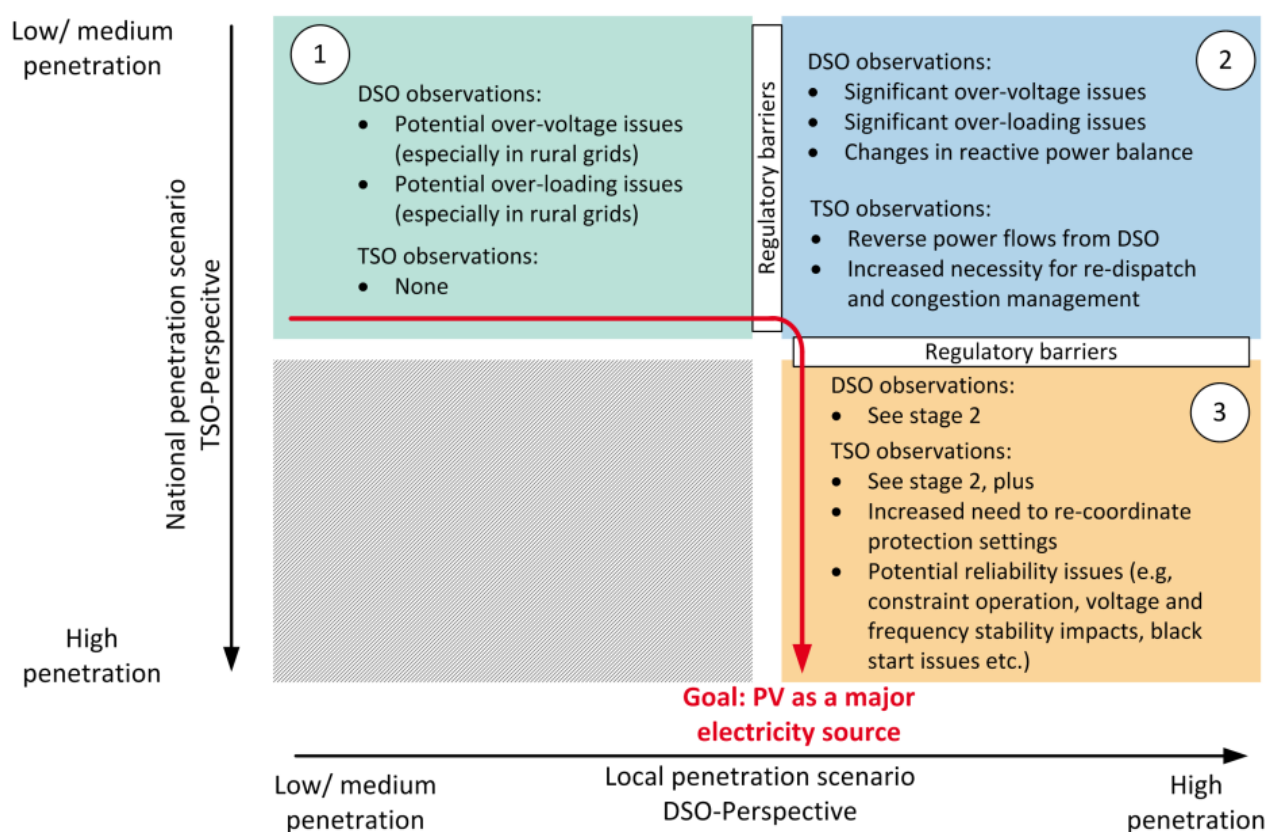 Low/ medium
penetration
National penetration scenario
TSO-Perspecitve
High
penetration
1
DSO observations:
• Potential over-voltage issues
(especially in rural grids)
• Potential over-loading issues
(especially in rural grids)
TSO observations:
• None
Regulatory barriers
2
DSO observations:
• Significant over-voltage issues
• Significant over-loading issues
• Changes in reactive power balance
TSO observations:
• Reverse power flows from DSO
• Increased necessity for re-dispatch
and congestion management
Regulatory barriers
3
DSO observations:
• See stage 2
TSO observations:
• See stage 2, plus
• Increased need to re-coordinate
protection settings
• Potential reliability issues (e.g,
constraint operation, voltage and
frequency stability impacts, black
start issues etc.)
Goal: PV as a major
electricity source
Low/ medium
penetration
Local penetration scenario
DSO-Perspective
High
penetration